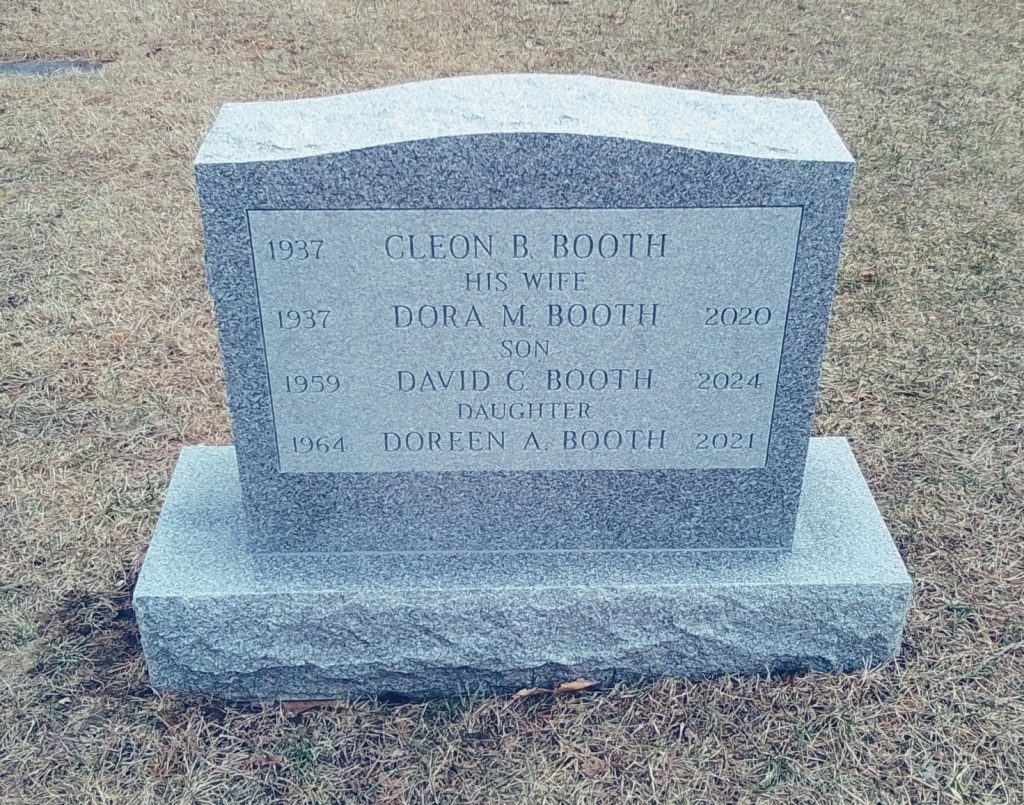 1937 CLEON B. BOOTH
HIS WIFE
1937 DORA M. BOOTH 2020
SON
1959 DAVID C. BOOTH 2024
DAUGHTER
1964 DOREEN A. BOOTH 2021